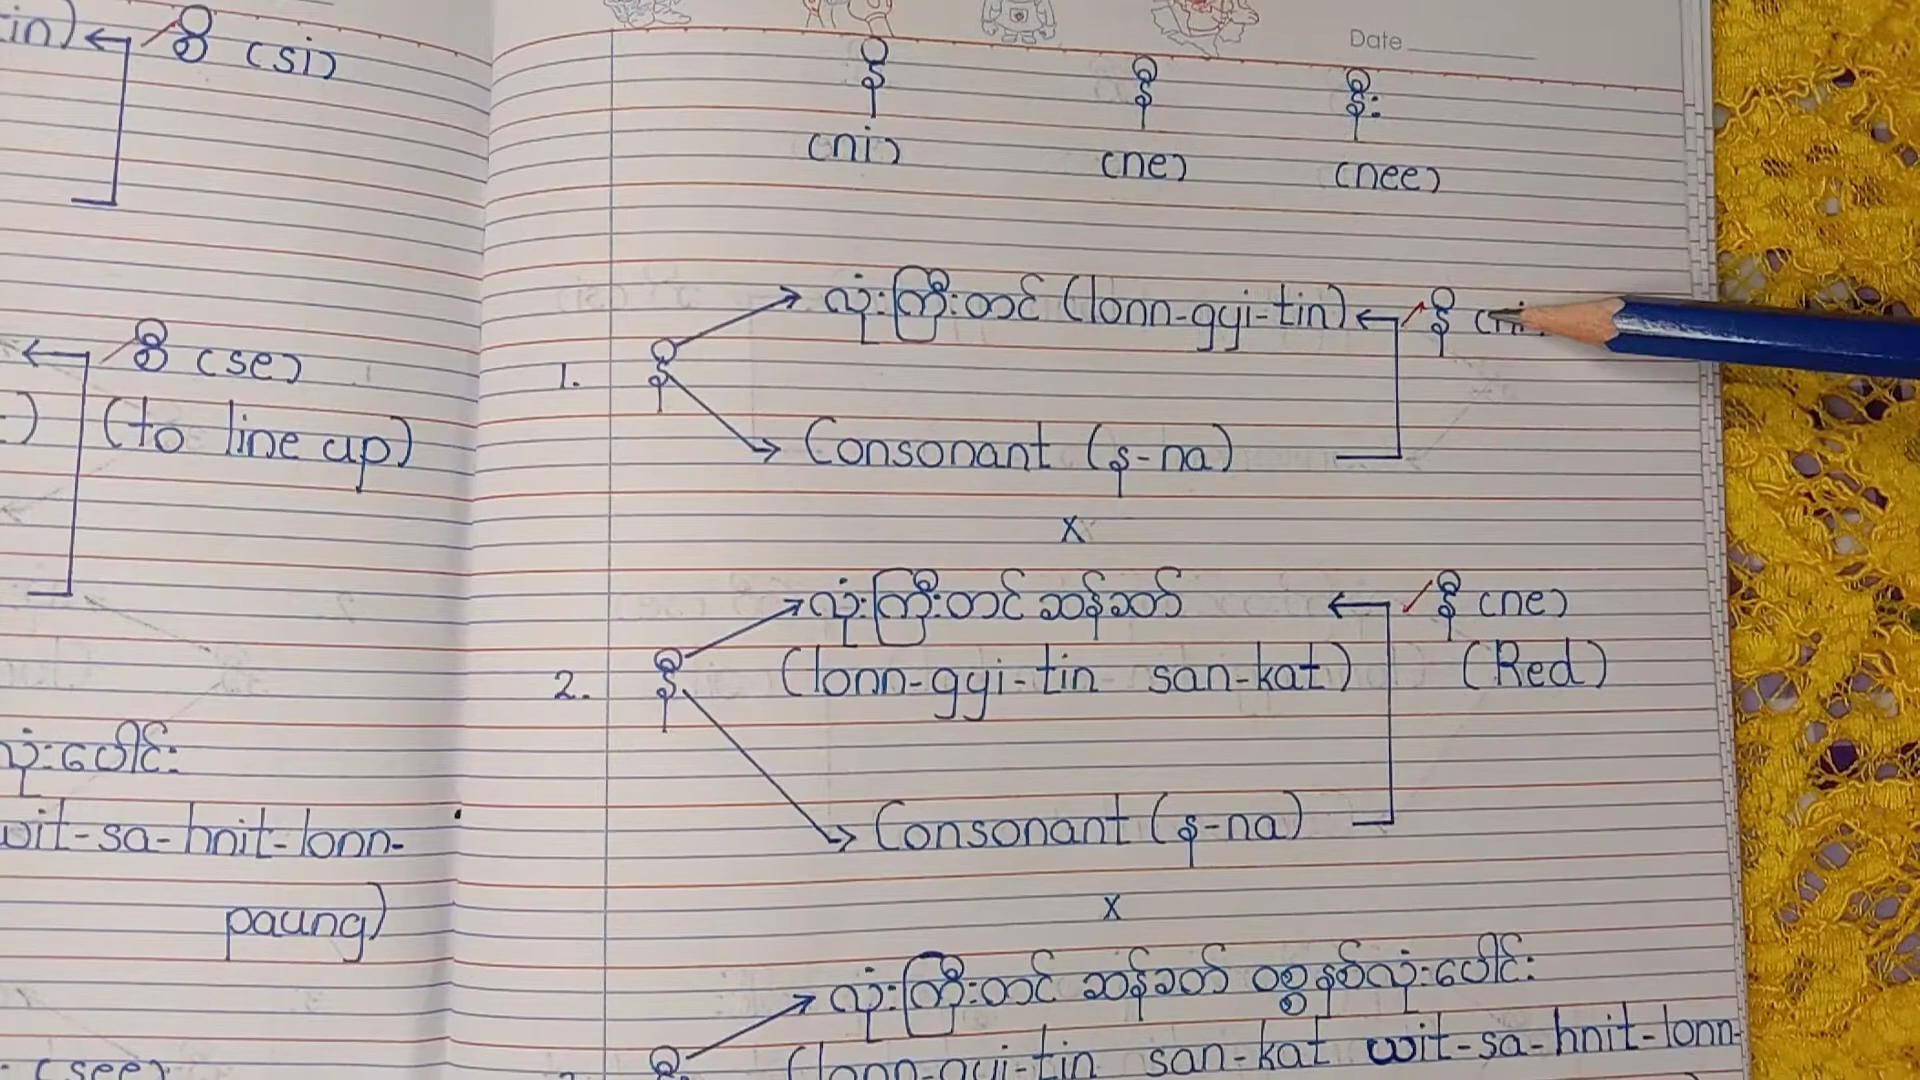 in) ← စိ (si)
← စီ (se)
(to line up)
လုံးပေါင်း
wit-sa-hnit-lonn-
paung)
(see)
Date
နိ နီ နီး
(ni) (ne) (nee)
1. နိ → လုံးကြီးတင် (lonn-gyi-tin) ← နိ
→ Consonant (န-na)
x
2. နီ → လုံးကြီးတင် ဆန်ခတ် ← နီ (ne)
(lonn-gyi-tin san-kat) (Red)
→ Consonant (န-na)
x
→ လုံးကြီးတင် ဆန်ခတ် ဝစ္စနှစ်လုံးပေါင်း
(lonn-gyi-tin san-kat wit-sa-hnit-lonn-